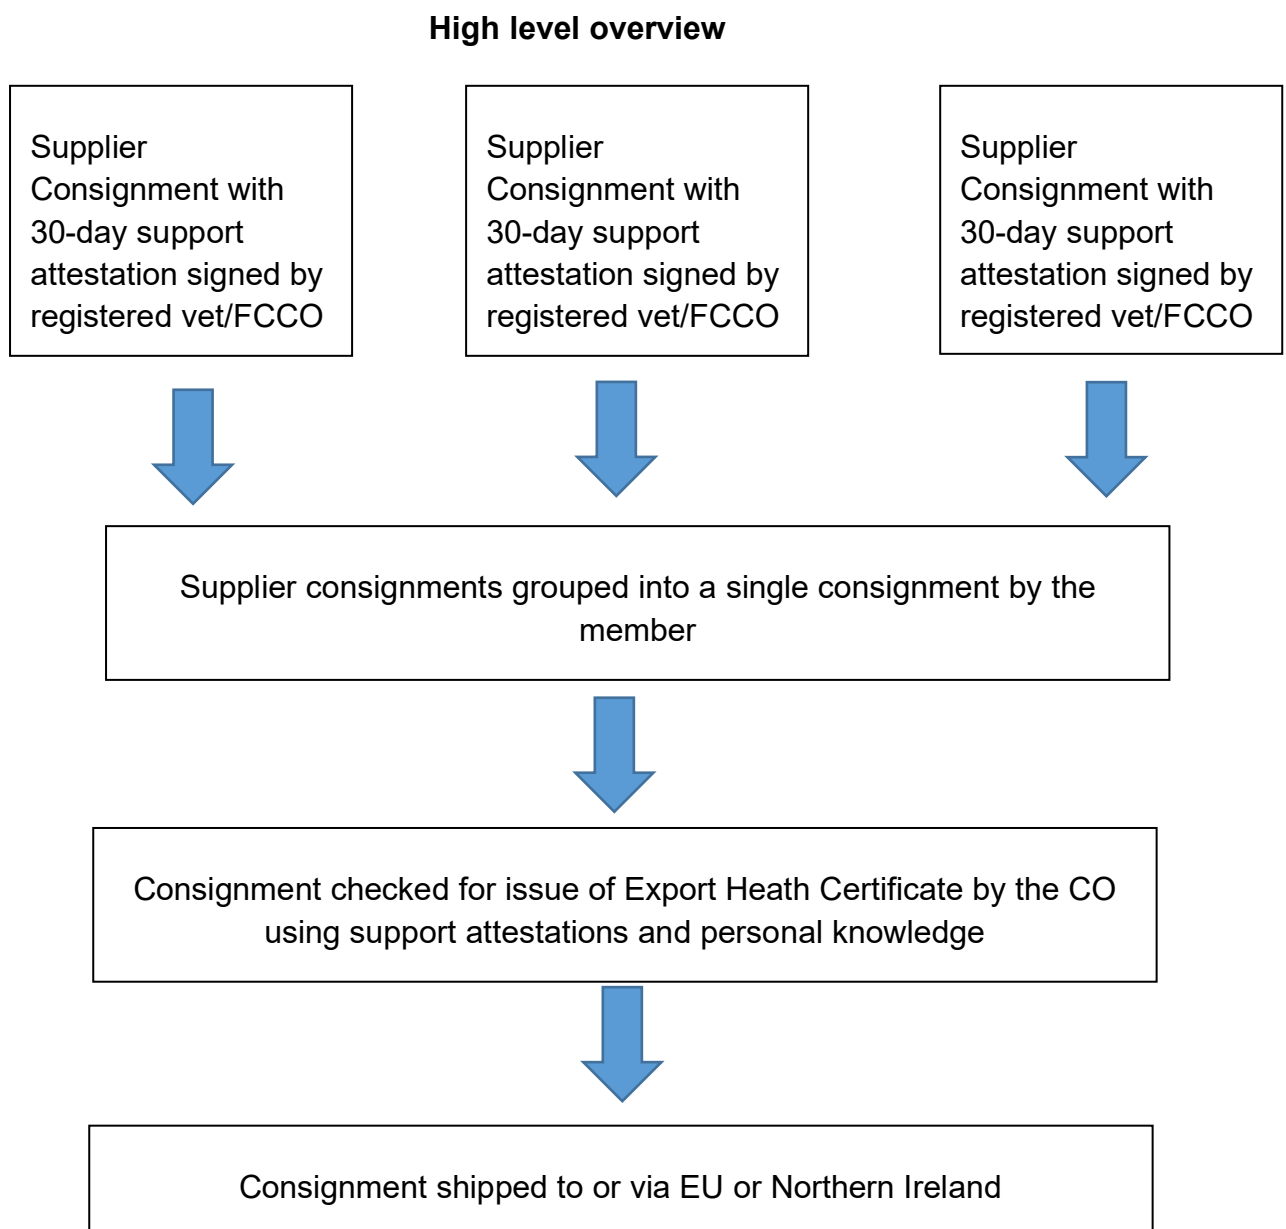 High level overview
Supplier
Consignment with
30-day support
attestation signed by
registered vet/FCCO
Supplier
Consignment with
30-day support
attestation signed by
registered vet/FCCO
Supplier
Consignment with
30-day support
attestation signed by
registered vet/FCCO
Supplier consignments grouped into a single consignment by the
member
Consignment checked for issue of Export Heath Certificate by the CO
using support attestations and personal knowledge
Consignment shipped to or via EU or Northern Ireland